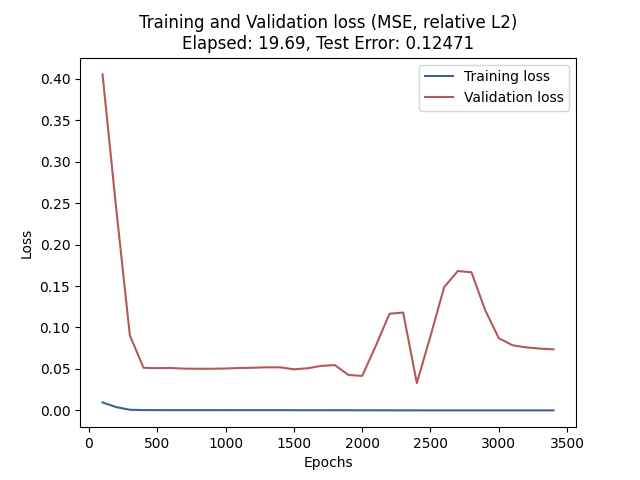 Training and Validation loss (MSE, relative L2)
Elapsed: 19.69, Test Error: 0.12471
Training loss
Validation loss
0.40
0.35
0.30
0.25
0.20
0.15
0.10
0.05
0.00
Loss
0 500 1000 1500 2000 2500 3000 3500
Epochs